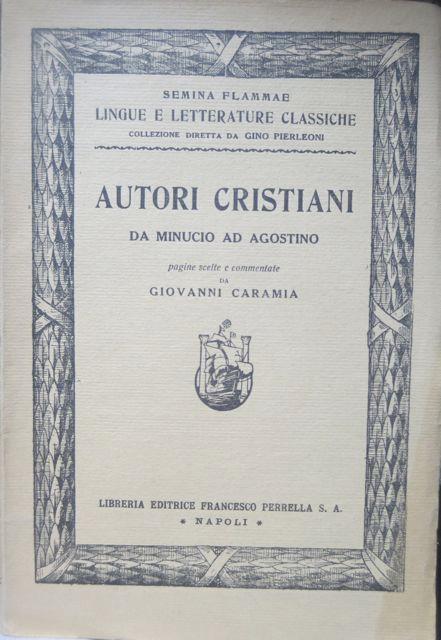 SEMINA FLAMMAE
LINGUE E LETTERATURE CLASSICHE
COLLEZIONE DIRETTA DA GINO PIERLEONI
AUTORI CRISTIANI
DA MINUCIO AD AGOSTINO
pagine scelte e commentate
DA
GIOVANNI CARAMIA
LIBRERIA EDITRICE FRANCESCO PERRELLA S. A.
* NAPOLI *